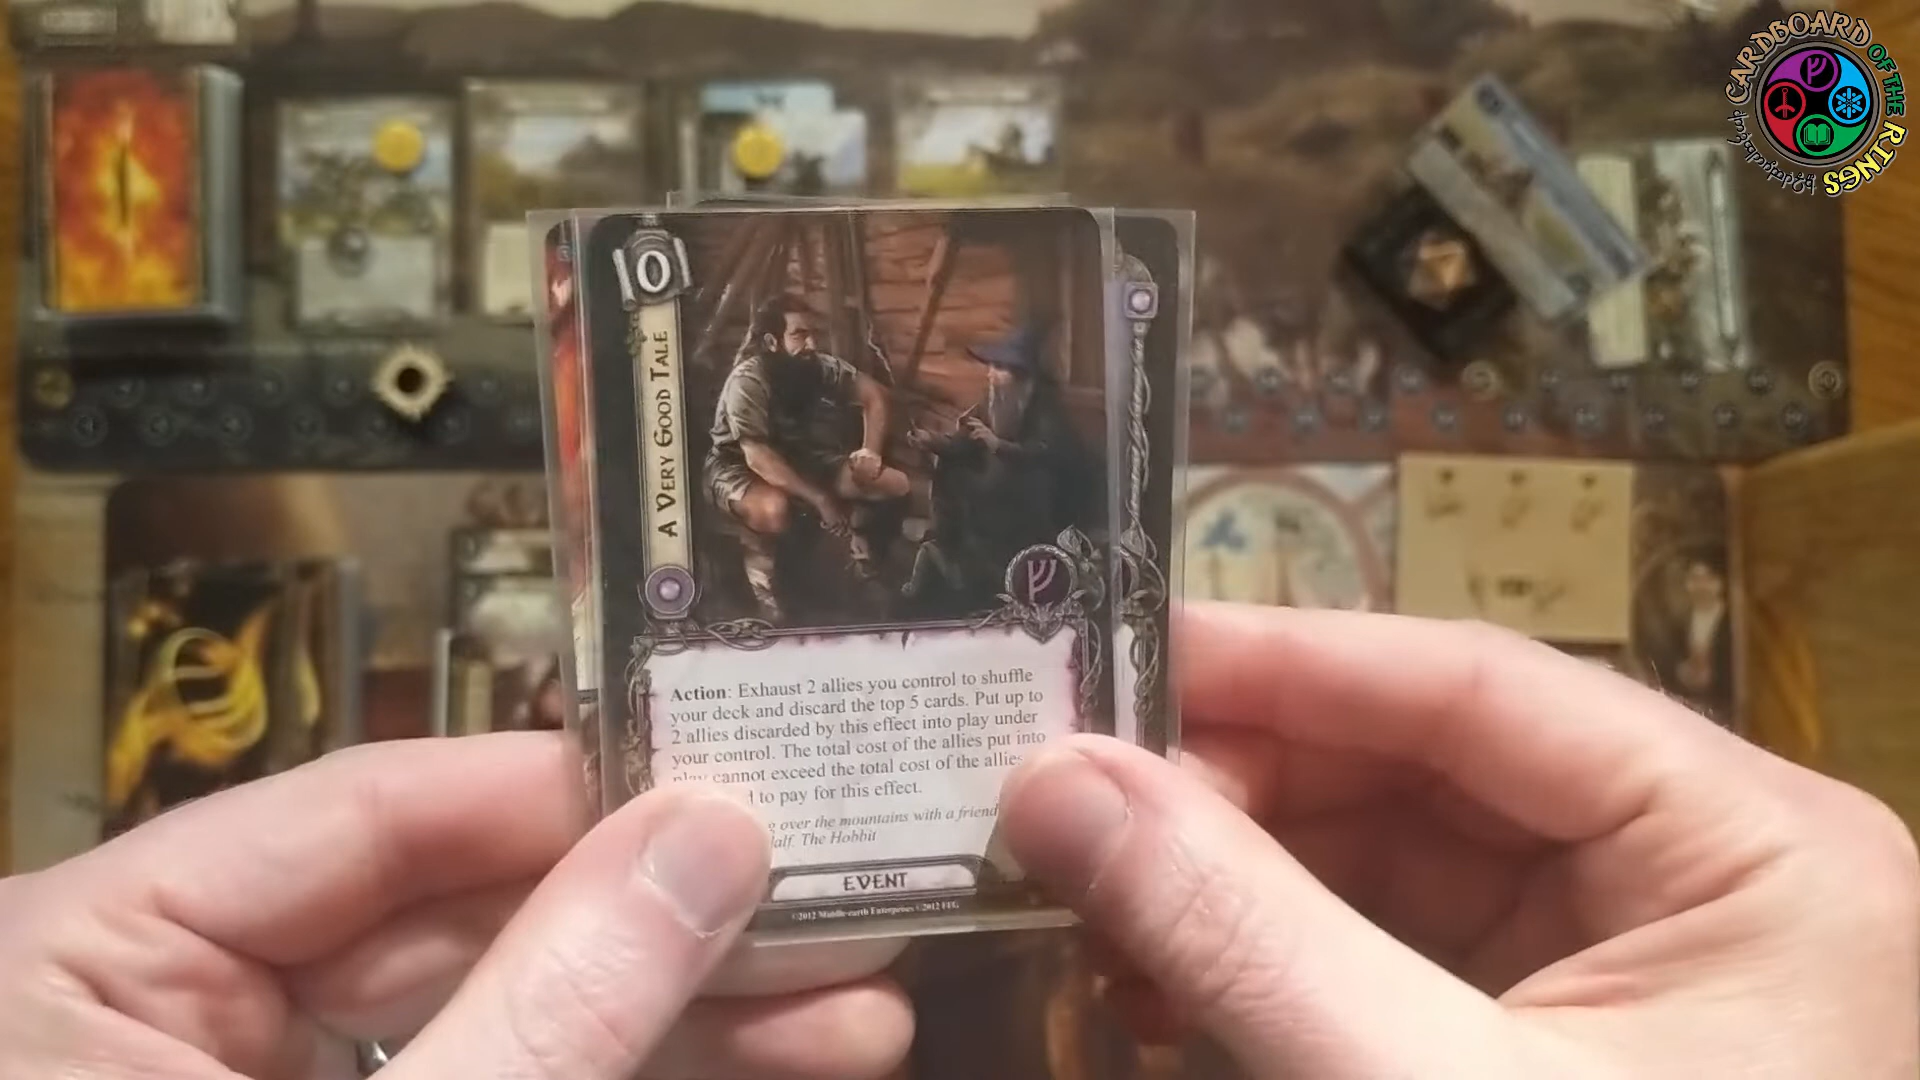 CARDBOARD OF THE RINGS
0
A VERY GOOD TALE
Action: Exhaust 2 allies you control to shuffle
your deck and discard the top 5 cards. Put up to
2 allies discarded by this effect into play under
your control. The total cost of the allies put into
play cannot exceed the total cost of the allies
to pay for this effect.
over the mountains with a friend
The Hobbit
EVENT
©2012 Middle-earth Enterprises ©2012 FFG